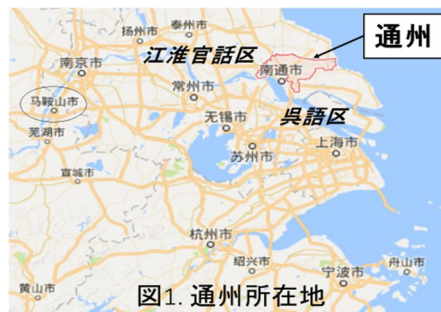 扬州市
泰州市
通州
江淮官話区
南京市
南通市
常州市
马鞍山市
呉語区
无锡市
芜湖市
苏州市
上海市
宣城市
杭州市
绍兴市
宁波市
舟山市
黄山市
図1. 通州所在地